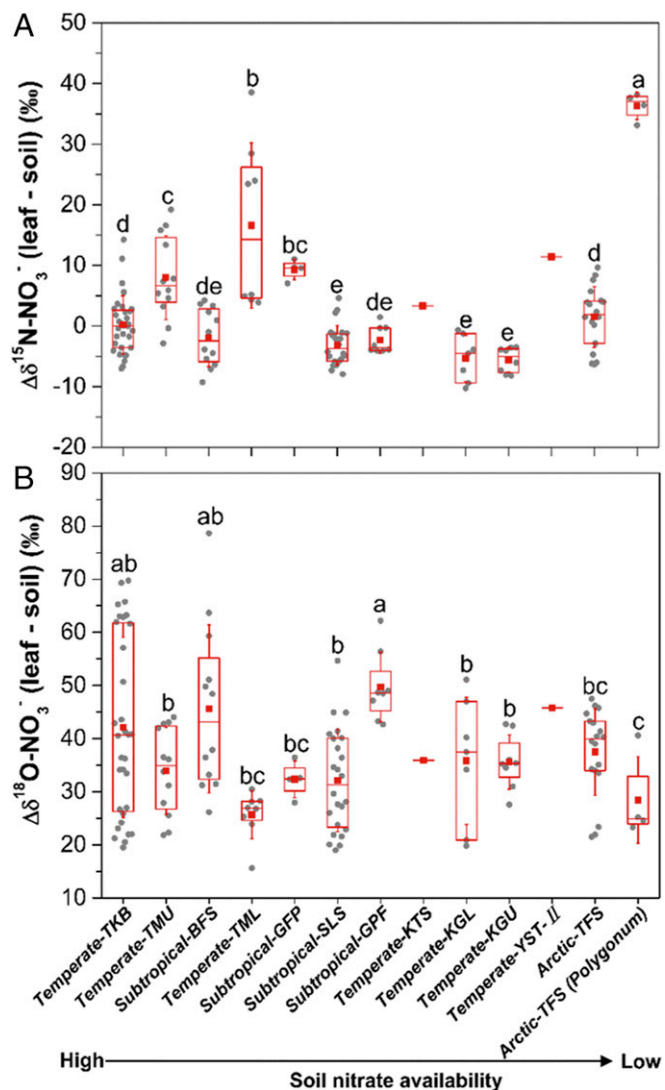 A
Δδ¹⁵N-NO₃⁻ (leaf - soil) (‰)
50
40
30
20
10
0
-10
-20
d
c
de
b
bc
e
de
e
e
d
a
B
Δδ¹⁸O-NO₃⁻ (leaf - soil) (‰)
90
80
70
60
50
40
30
20
10
ab
b
ab
bc
bc
b
a
b
b
bc
c
Temperate-TKB
Temperate-TMU
Subtropical-BFS
Temperate-TML
Subtropical-GFP
Subtropical-SLS
Subtropical-GPF
Temperate-KTS
Temperate-KGL
Temperate-KGU
Temperate-YST-II
Arctic-TFS
Arctic-TFS (Polygonum)
High Low
Soil nitrate availability